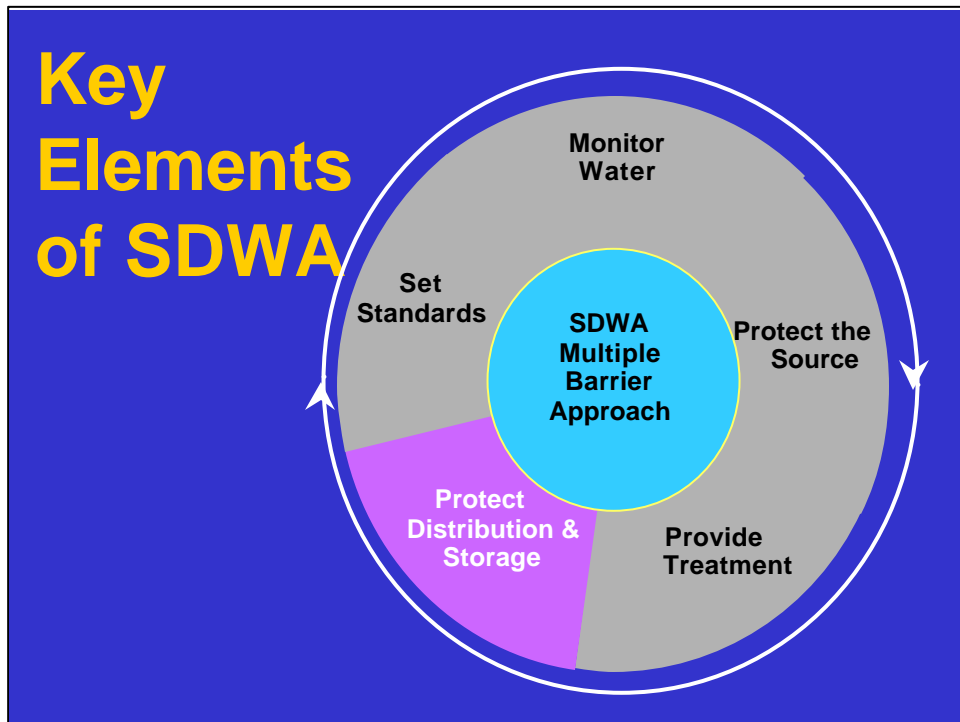 Key
Elements
of SDWA
Monitor
Water
Set
Standards
SDWA
Multiple
Barrier
Approach
Protect the
Source
Protect
Distribution &
Storage
Provide
Treatment